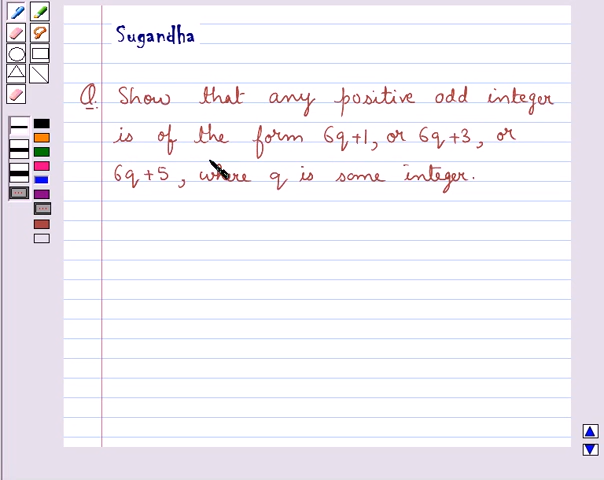 Sugandha
Q. Show that any positive odd integer
is of the form 6q+1, or 6q+3, or
6q+5, where q is some integer.